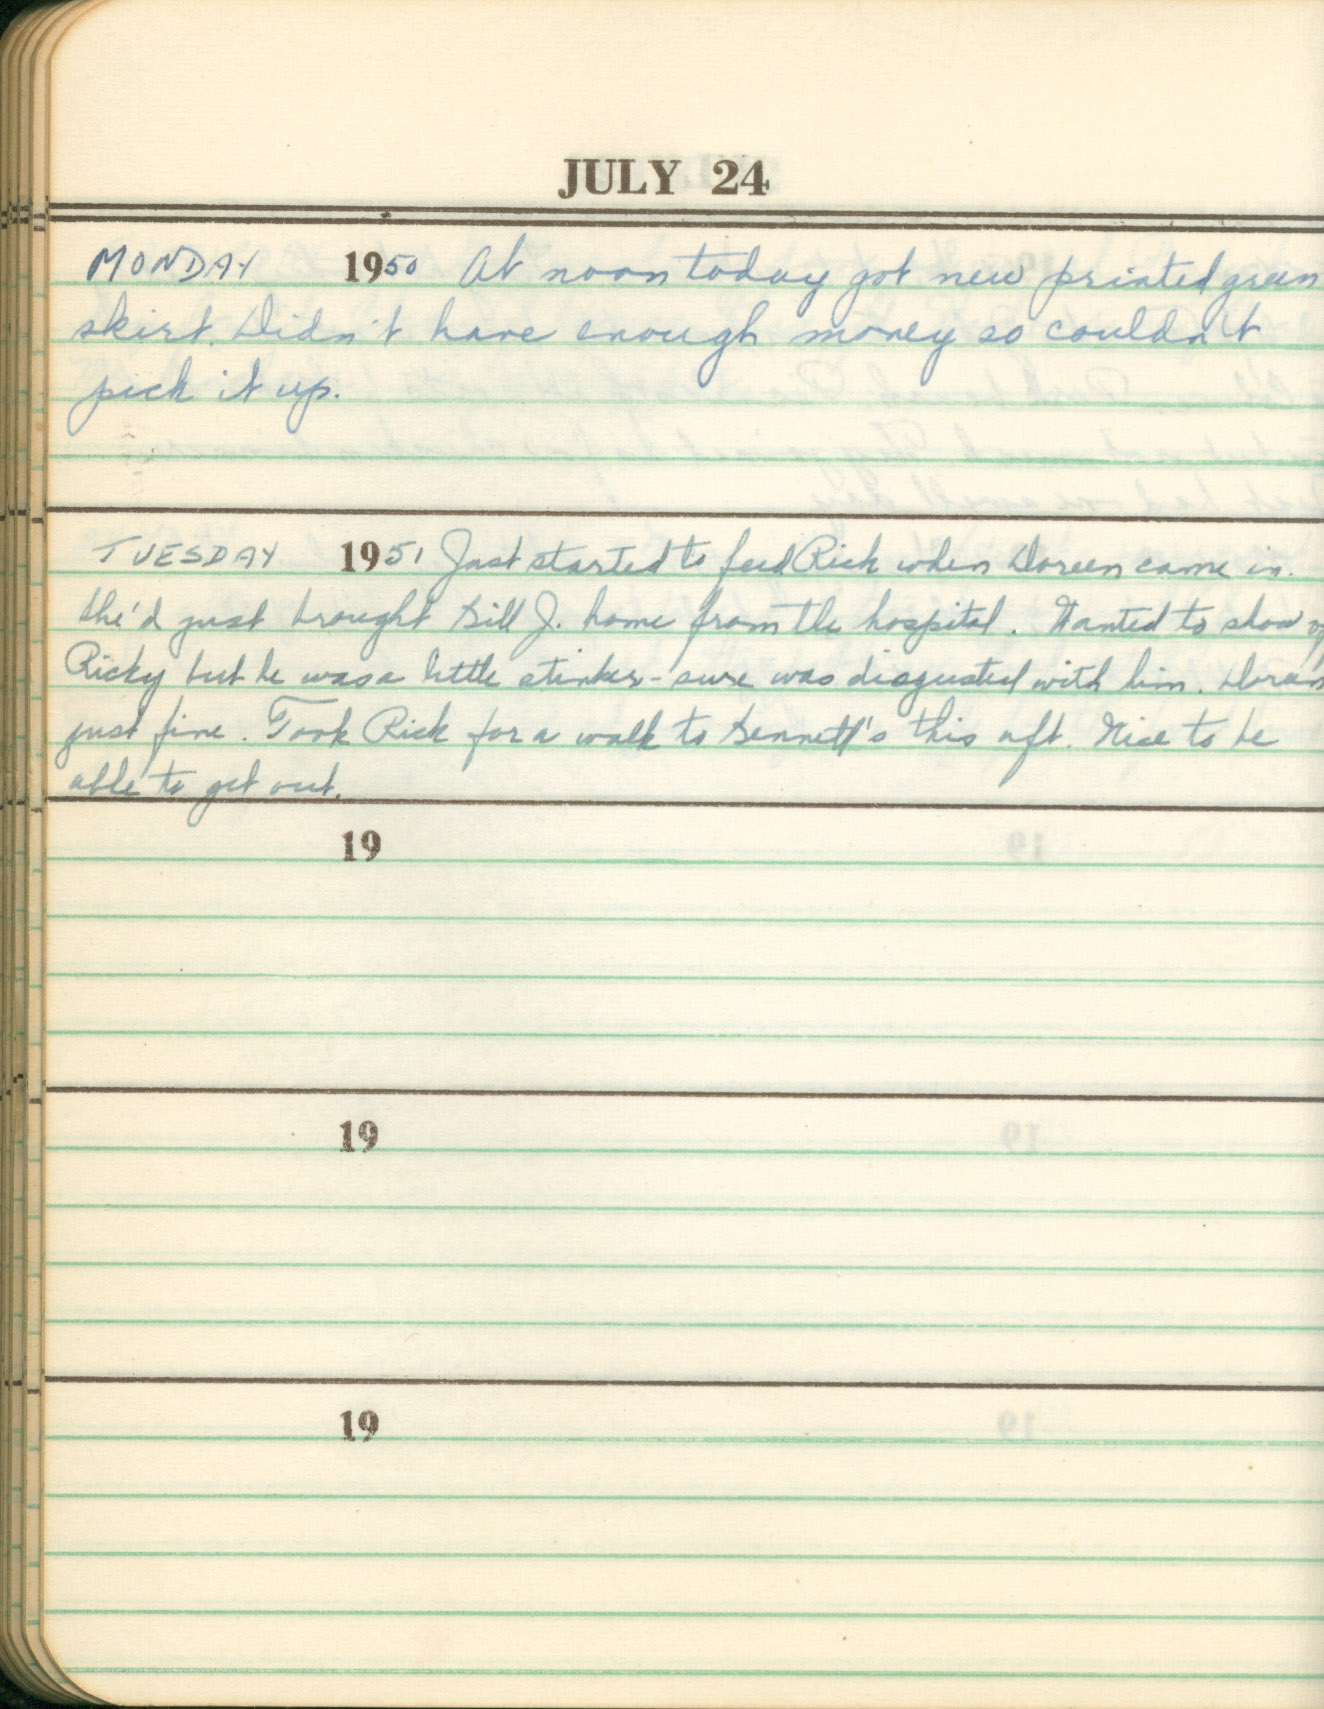 JULY 24
MONDAY 1950 At noon today got new printed green
skirt. Didn't have enough money so couldn't
pick it up.
TUESDAY 1951 Just started to feed Rick when Doreen came in.
She'd just brought Bill J. home from the hospital. Wanted to show off
Ricky but he was a little stinker - sure was disgusted with him. Doreen
just fine. Took Rick for a walk to Bennett's this aft. Nice to be
able to get out.
19
19
19